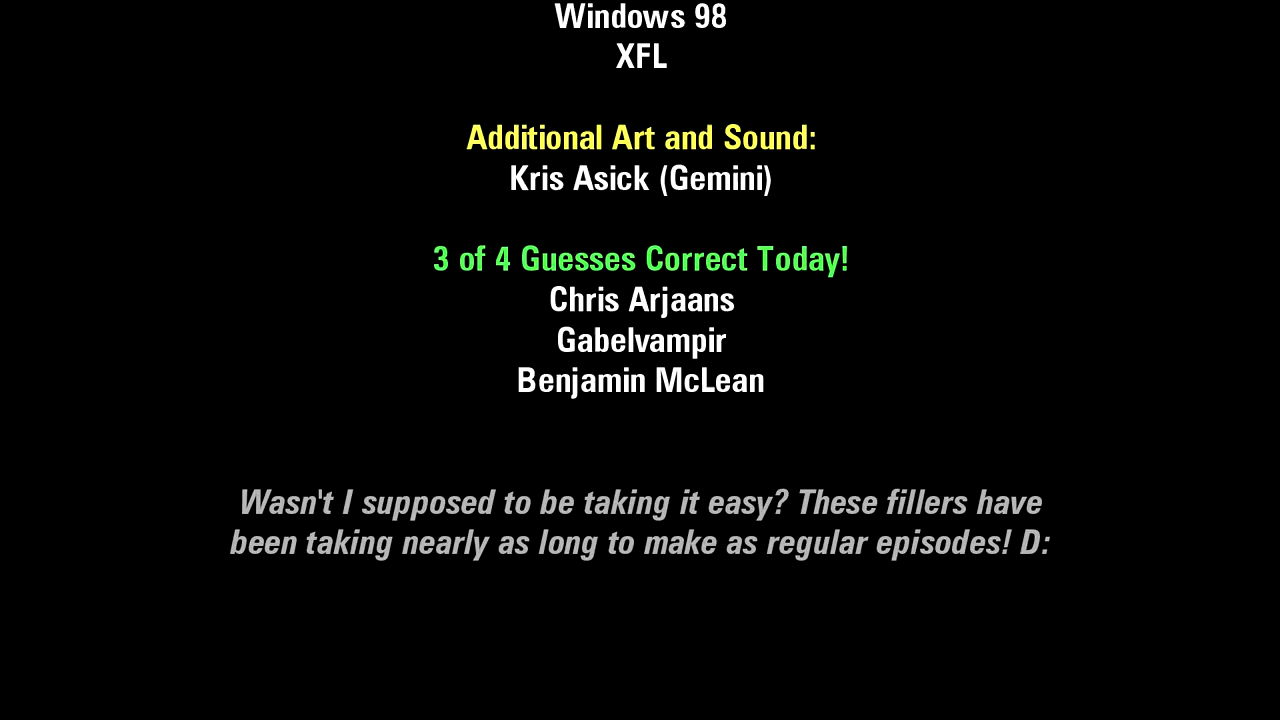 Windows 98
XFL
Additional Art and Sound:
Kris Asick (Gemini)
3 of 4 Guesses Correct Today!
Chris Arjaans
Gabelvampir
Benjamin McLean
Wasn't I supposed to be taking it easy? These fillers have
been taking nearly as long to make as regular episodes! D: